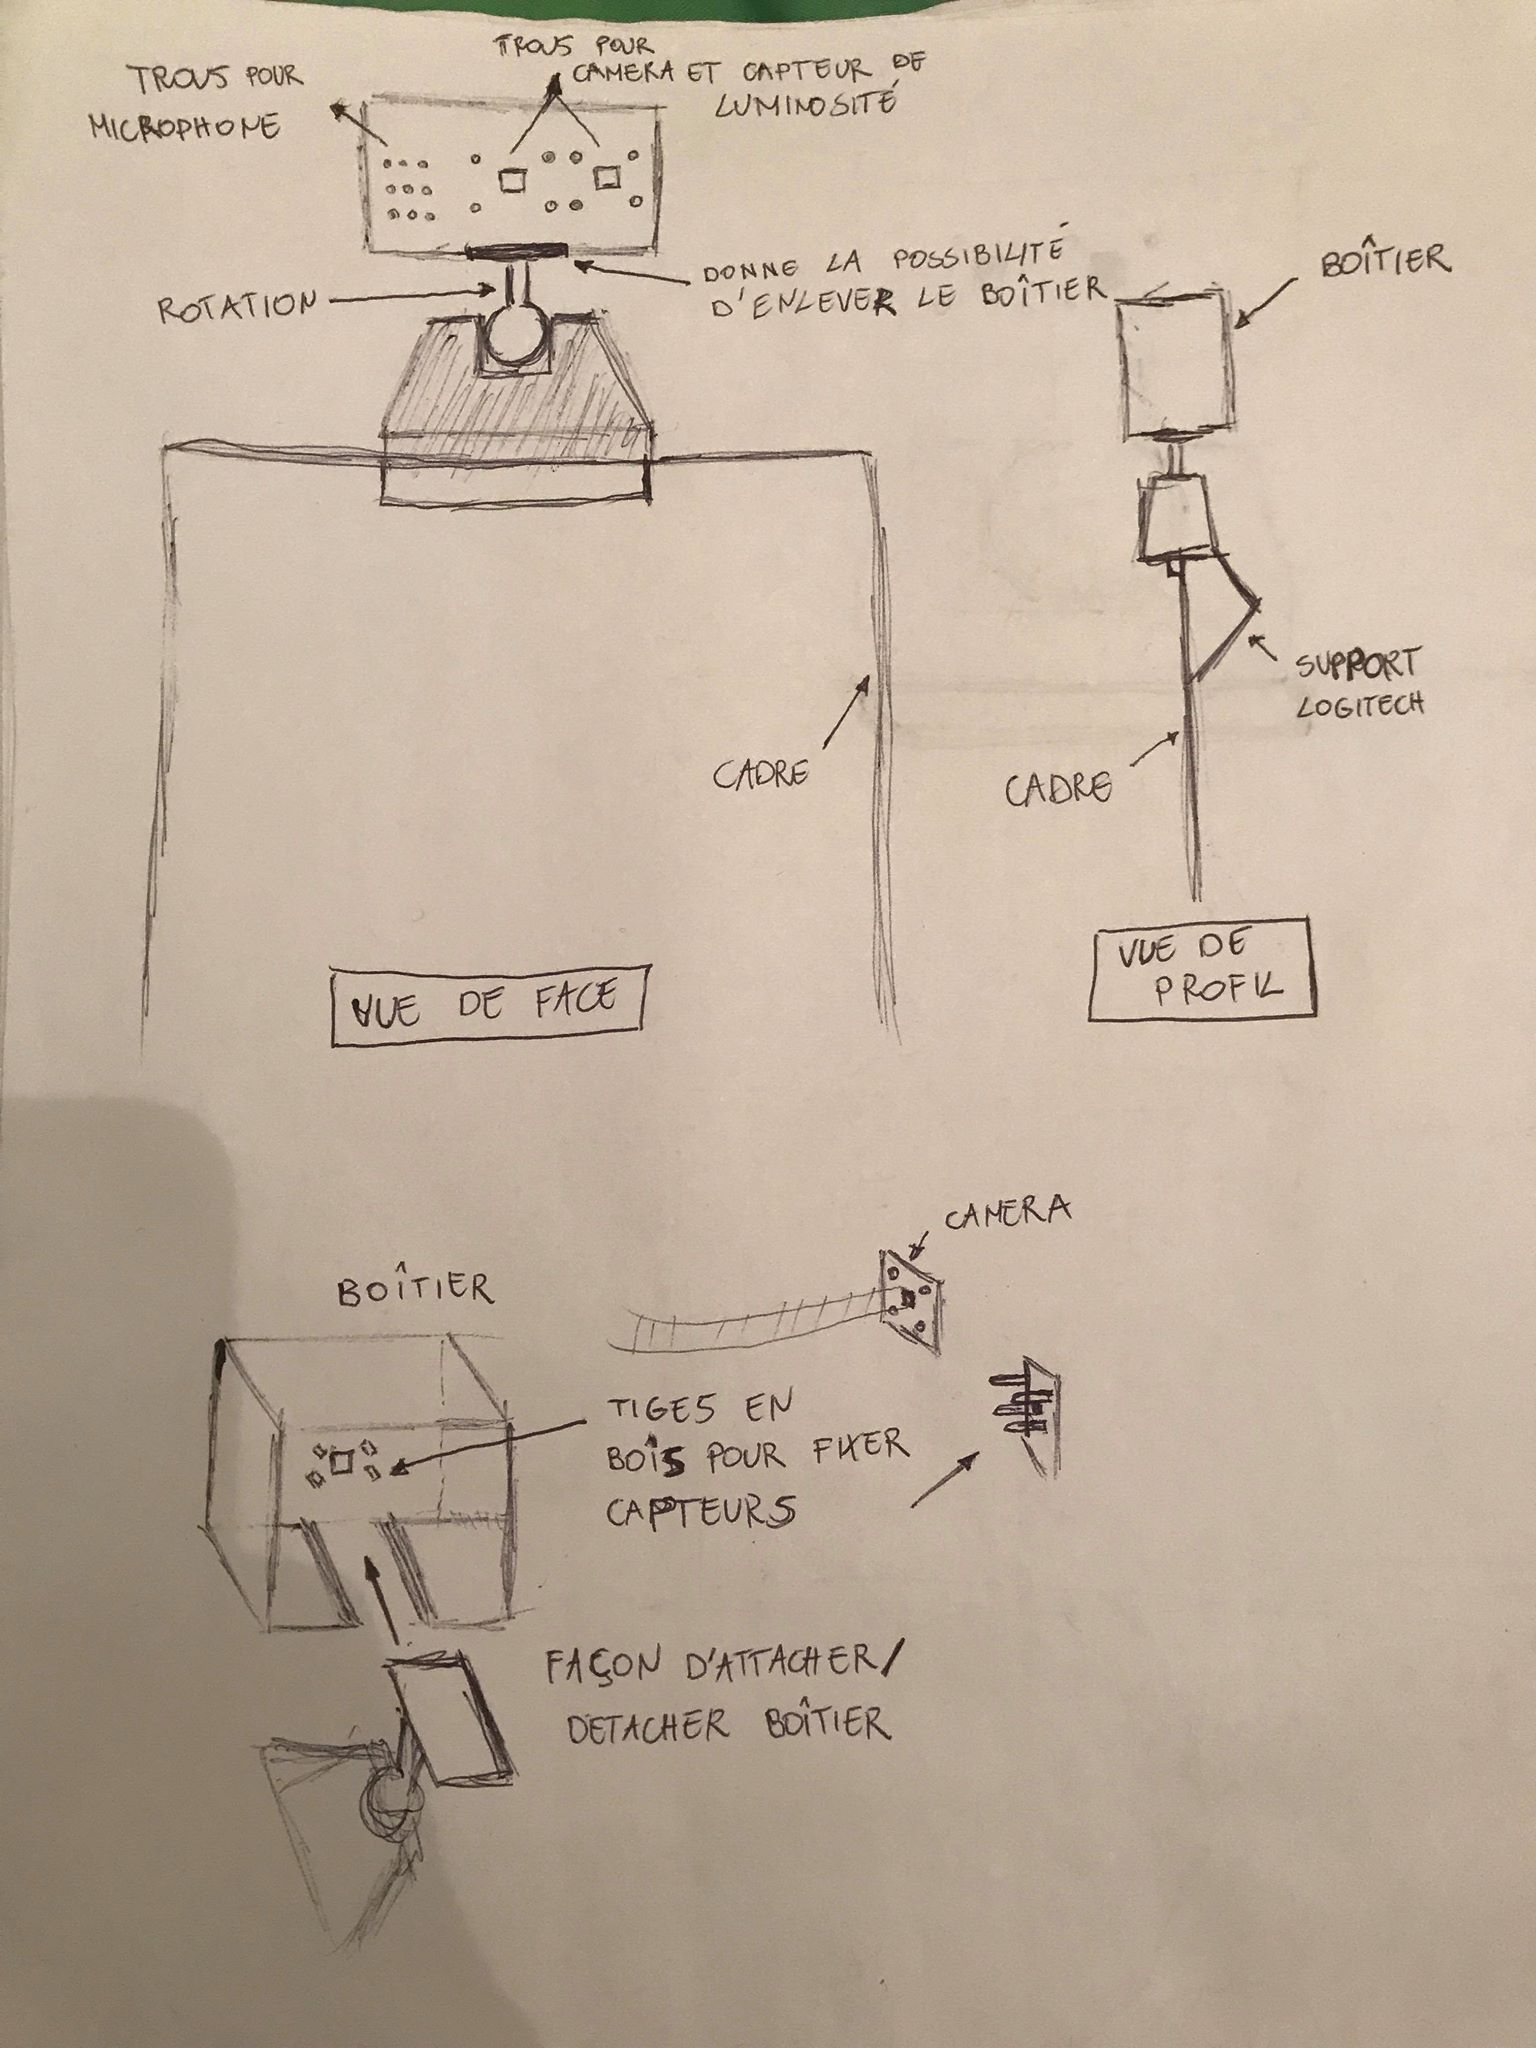 TROUS POUR
MICROPHONE
TROUS POUR
CAMERA ET CAPTEUR DE
LUMINOSITÉ
ROTATION
DONNE LA POSSIBILITÉ
D'ENLEVER LE BOÎTIER
BOÎTIER
SUPPORT
LOGITECH
CADRE
CADRE
VUE DE FACE
VUE DE
PROFIL
CAMERA
BOÎTIER
TIGES EN
BOIS POUR FIXER
CAPTEURS
FAÇON D'ATTACHER/
DETACHER BOÎTIER